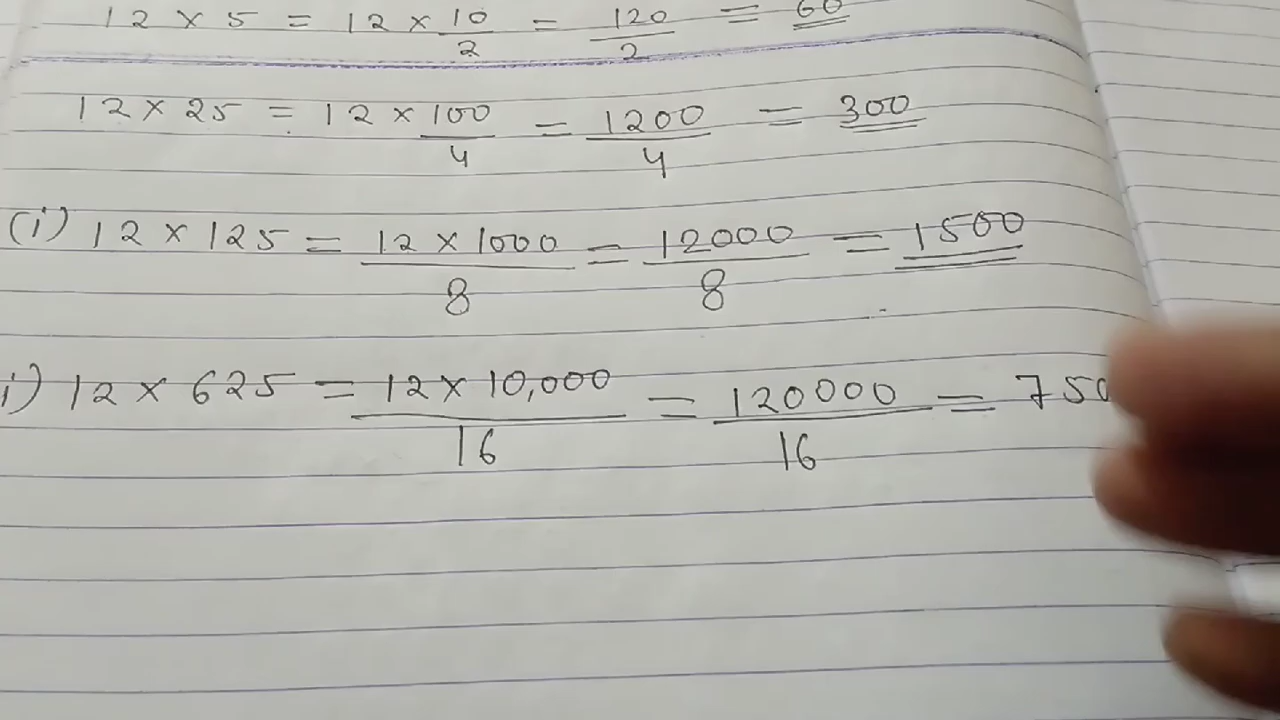 12 × 5 = 12 × 10/2 = 120/2 = 60
12 × 25 = 12 × 100/4 = 1200/4 = 300
(i) 12 × 125 = 12 × 1000/8 = 12000/8 = 1500
i) 12 × 625 = 12 × 10,000/16 = 120000/16 = 750